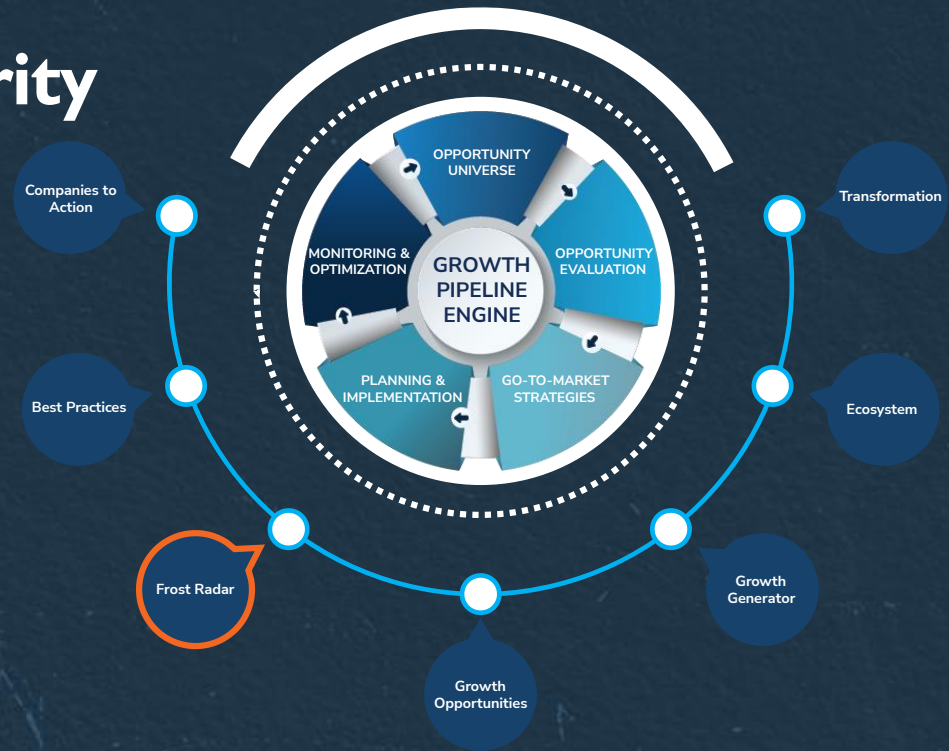 rity
OPPORTUNITY
UNIVERSE
Companies to
Action
Transformation
MONITORING &
OPTIMIZATION
GROWTH
PIPELINE
ENGINE
OPPORTUNITY
EVALUATION
PLANNING &
IMPLEMENTATION
GO-TO-MARKET
STRATEGIES
Best Practices
Ecosystem
Frost Radar
Growth
Generator
Growth
Opportunities